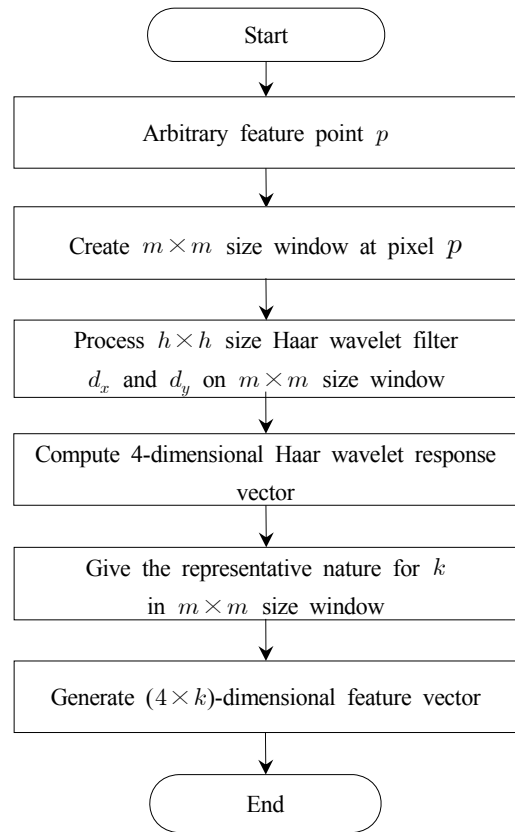 Start
Arbitrary feature point p
Create m×m size window at pixel p
Process h×h size Haar wavelet filter
d_x and d_y on m×m size window
Compute 4-dimensional Haar wavelet response
vector
Give the representative nature for k
in m×m size window
Generate (4×k)-dimensional feature vector
End